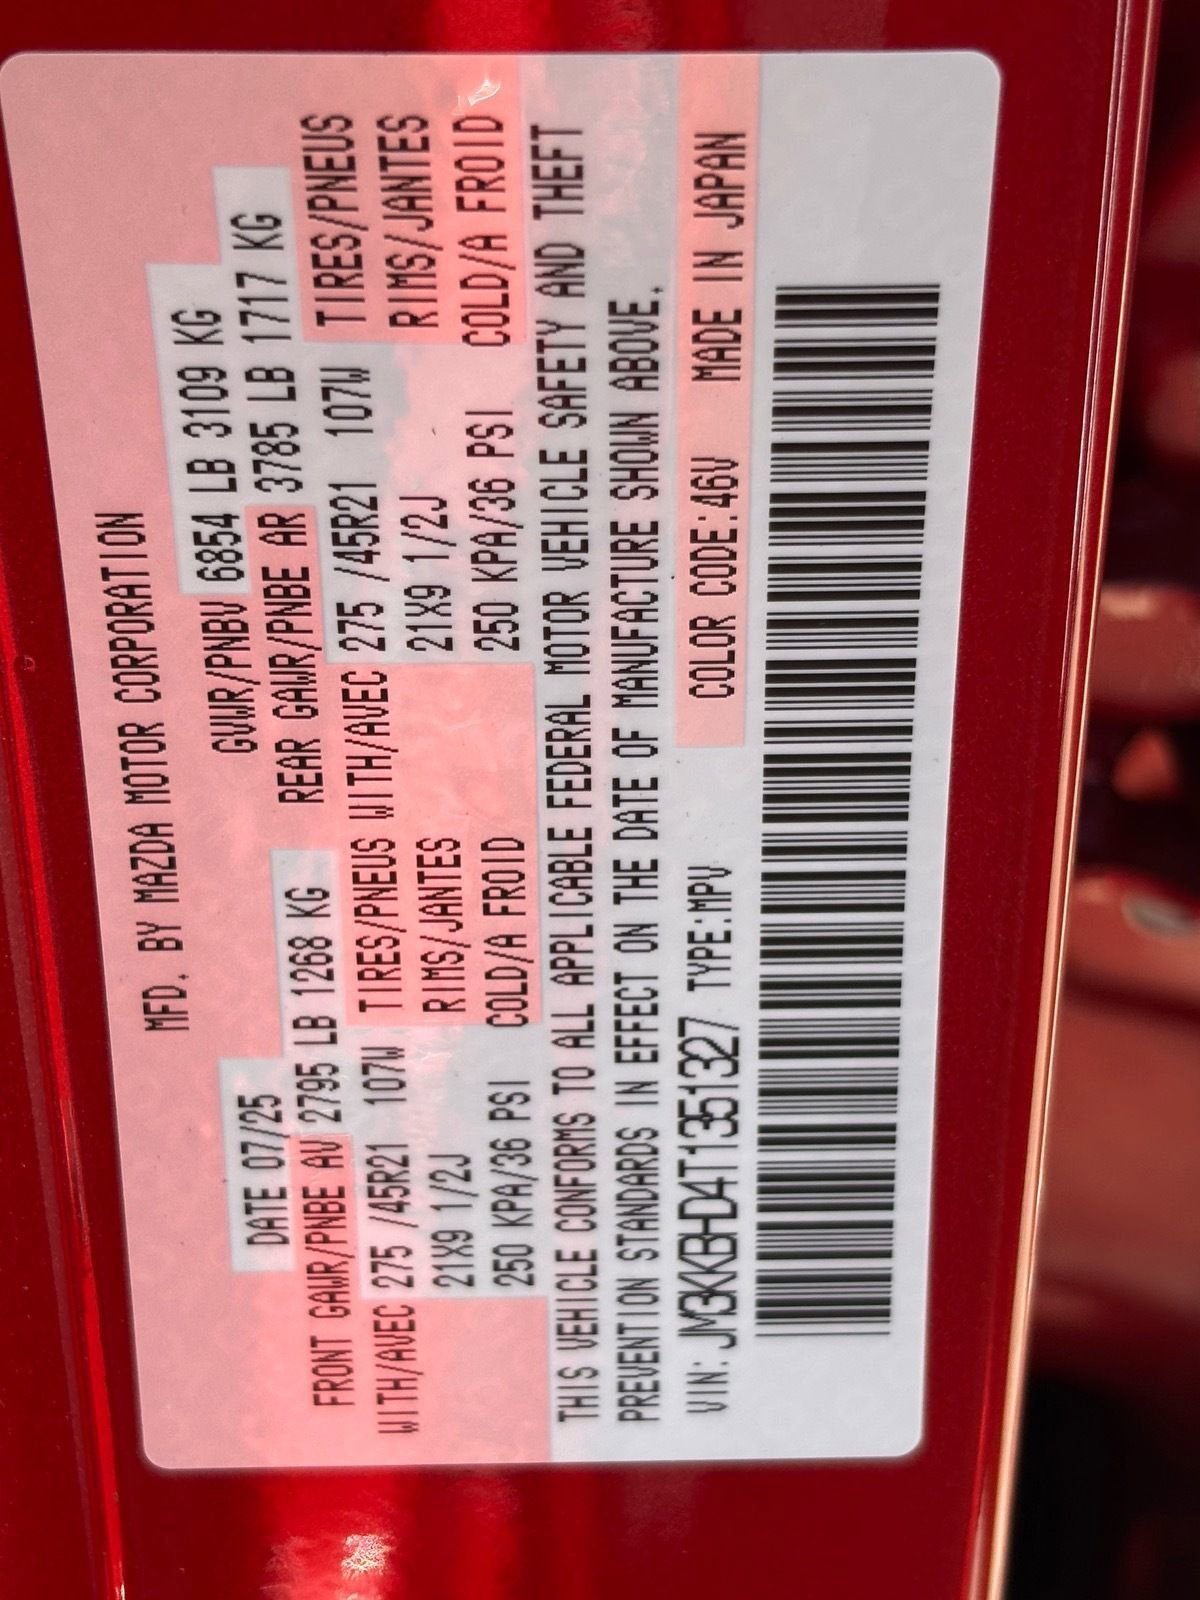 MFD. BY MAZDA MOTOR CORPORATION
DATE 07/25 GVWR/PNBV 6854 LB 3109 KG
FRONT GAWR/PNBE AV 2795 LB 1268 KG REAR GAWR/PNBE AR 3785 LB 1717 KG
WITH/AVEC 275 /45R21 107W TIRES/PNEUS WITH/AVEC 275 /45R21 107W TIRES/PNEUS
21X9 1/2J RIMS/JANTES 21X9 1/2J RIMS/JANTES
250 KPA/36 PSI COLD/A FROID 250 KPA/36 PSI COLD/A FROID
THIS VEHICLE CONFORMS TO ALL APPLICABLE FEDERAL MOTOR VEHICLE SAFETY AND THEFT
PREVENTION STANDARDS IN EFFECT ON THE DATE OF MANUFACTURE SHOWN ABOVE.
VIN: JM3KKBHD4T1351327 TYPE:MPV COLOR CODE:46V MADE IN JAPAN